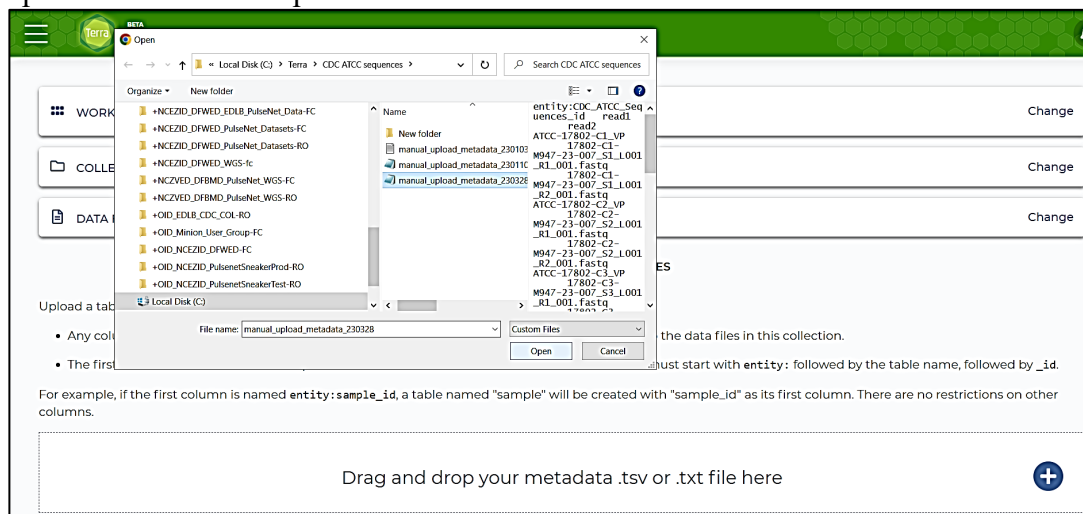 Terra
BETA
Open
« Local Disk (C:) > Terra > CDC ATCC sequences >
Search CDC ATCC sequences
Organize
New folder
+NCEZID_DFWED_EDLB_PulseNet_Data-FC
+NCEZID_DFWED_PulseNet_Datasets-FC
+NCEZID_DFWED_PulseNet_Datasets-RO
+NCEZID_DFWED_WGS-fc
+NCZVED_DFBMD_PulseNet_WGS-FC
+NCZVED_DFBMD_PulseNet_WGS-RO
+OID_EDLB_CDC_COL-RO
+OID_Minion_User_Group-FC
+OID_NCEZID_DFWED-FC
+OID_NCEZID_PulsenetSneakerProd-RO
+OID_NCEZID_PulsenetSneakerTest-RO
Local Disk (C:)
Name
New folder
manual_upload_metadata_230103
manual_upload_metadata_23011
manual_upload_metadata_230328
entity:CDC_ATCC_Seq
uences_id read1
read2
ATCC-17802-C1_VP
17802-C1-
M947-23-007_S1_L001
_R1_001.fastq
17802-C1-
M947-23-007_S1_L001
_R2_001.fastq
ATCC-17802-C2_VP
17802-C2-
M947-23-007_S2_L001
_R1_001.fastq
17802-C2-
M947-23-007_S2_L001
_R2_001.fastq
ATCC-17802-C3_VP
17802-C3-
M947-23-007_S3_L001
_R1_001.fastq
File name: manual_upload_metadata_230328
Custom Files
Open
Cancel
WORK
Change
COLLE
Change
DATA
Change
ES
Upload a tab
Any colu
the data files in this collection.
The first
must start with entity: followed by the table name, followed by _id.
For example, if the first column is named entity:sample_id, a table named "sample" will be created with "sample_id" as its first column. There are no restrictions on other
columns.
Drag and drop your metadata .tsv or .txt file here